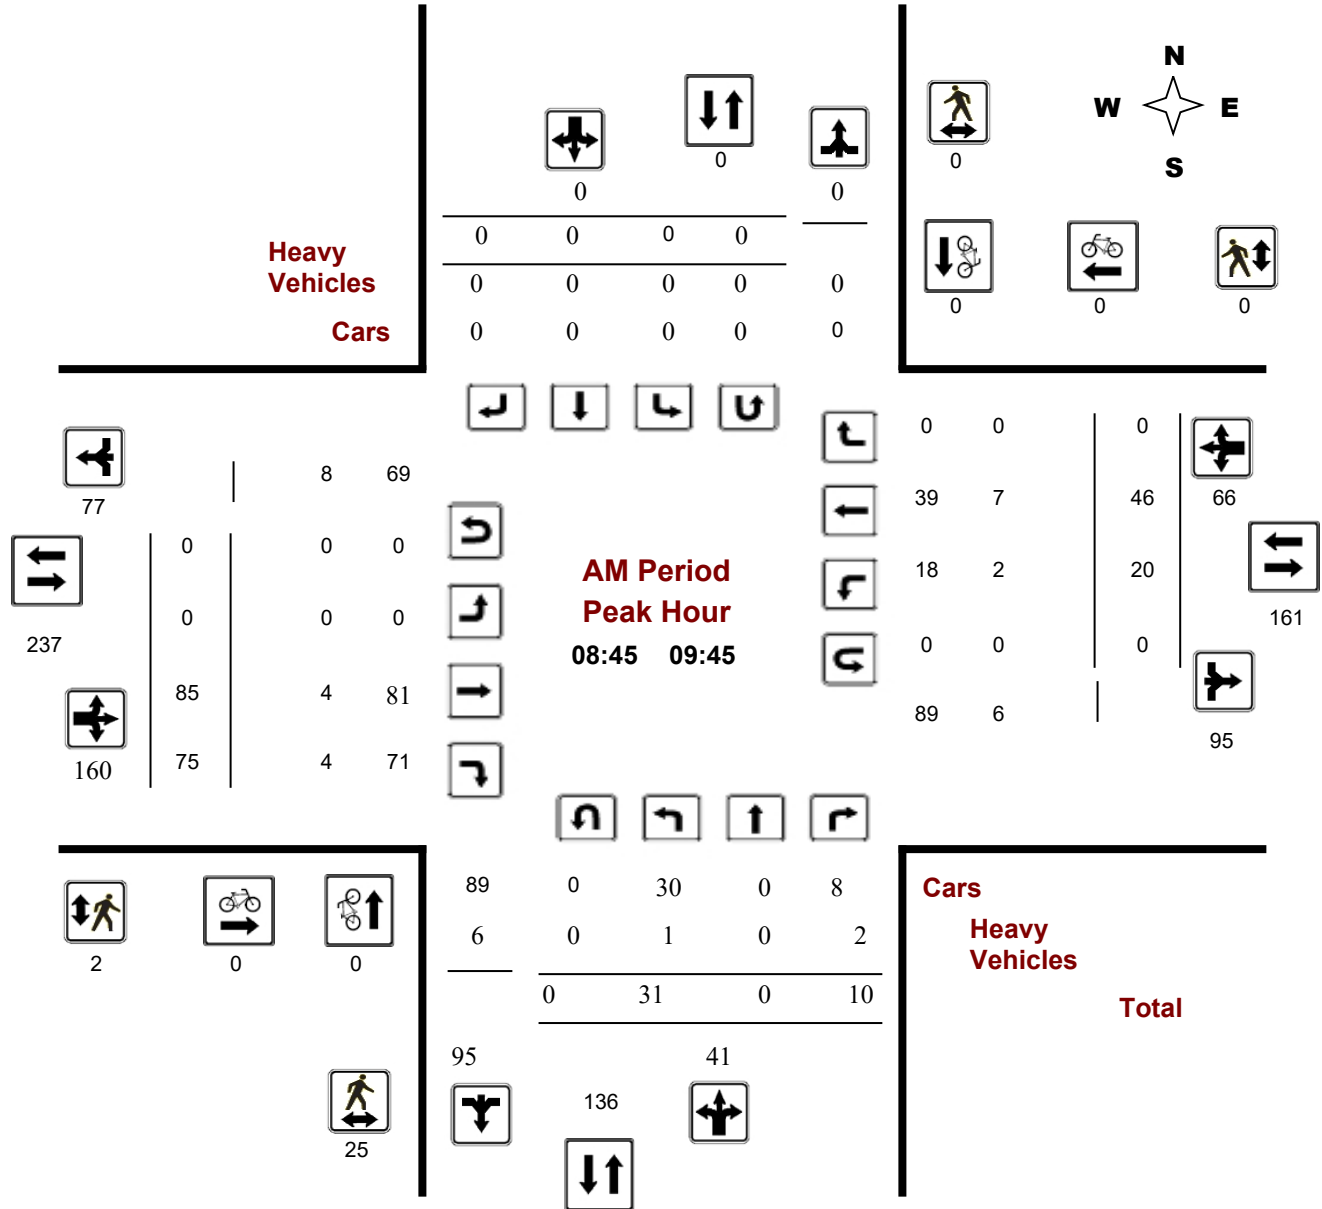 N
W E
S
0
0
0 0
0
0 0 0 0
Heavy
Vehicles
0 0 0 0 0
Cars
0 0 0 0 0
0 0 0
77
8 69
0 0 0
0 0 0
237
85 4 81
160
75 4 71
AM Period
Peak Hour
08:45 09:45
0 0 0
39 7 46 66
18 2 20
161
0 0 0
89 6
95
89 0 30 0 8
Cars
6 0 1 0 2
Heavy
Vehicles
0 31 0 10
Total
2 0 0
95 41
136
25